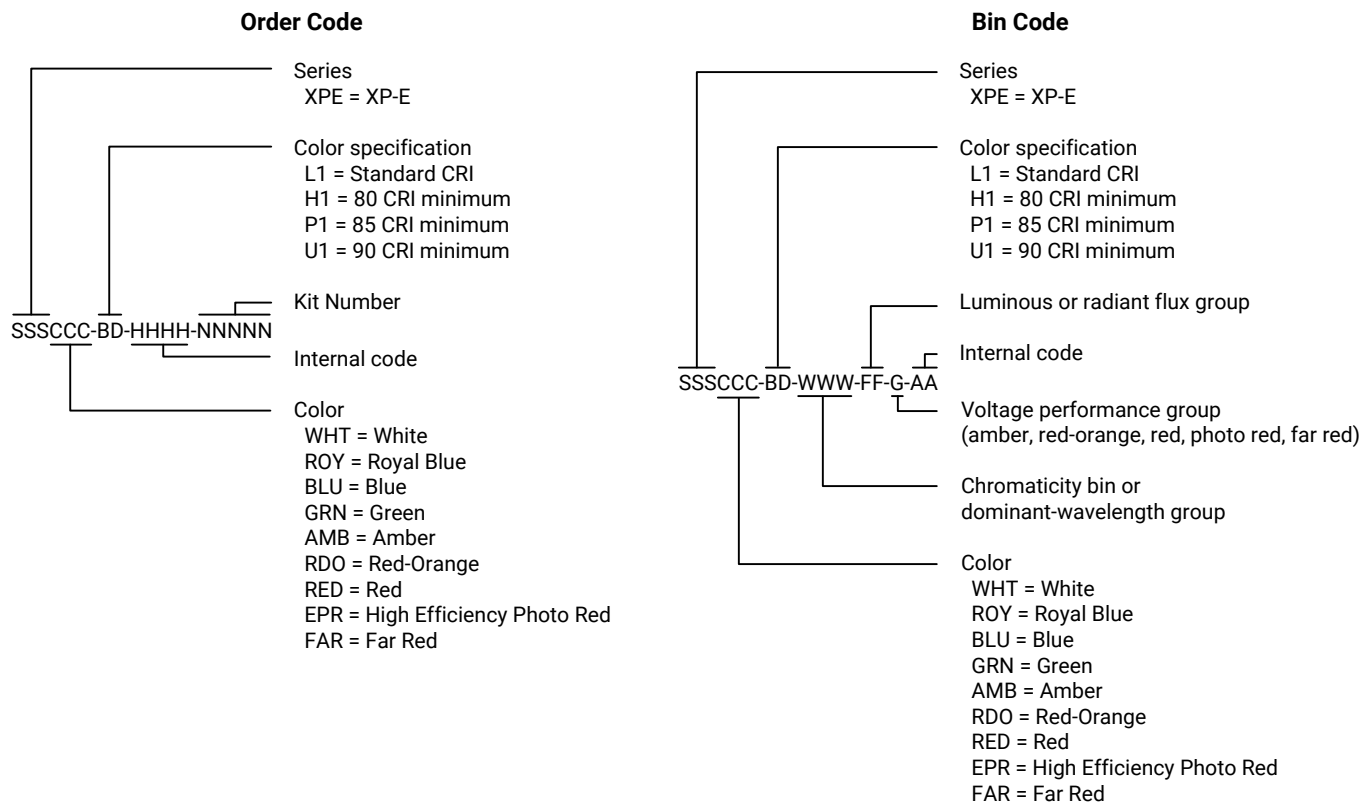 Order Code
Series
XPE = XP-E
Color specification
L1 = Standard CRI
H1 = 80 CRI minimum
P1 = 85 CRI minimum
U1 = 90 CRI minimum
Kit Number
SSSCCC-BD-HHHH-NNNNN
Internal code
Color
WHT = White
ROY = Royal Blue
BLU = Blue
GRN = Green
AMB = Amber
RDO = Red-Orange
RED = Red
EPR = High Efficiency Photo Red
FAR = Far Red
Bin Code
Series
XPE = XP-E
Color specification
L1 = Standard CRI
H1 = 80 CRI minimum
P1 = 85 CRI minimum
U1 = 90 CRI minimum
Luminous or radiant flux group
Internal code
SSSCCC-BD-WWW-FF-G-AA
Voltage performance group
(amber, red-orange, red, photo red, far red)
Chromaticity bin or
dominant-wavelength group
Color
WHT = White
ROY = Royal Blue
BLU = Blue
GRN = Green
AMB = Amber
RDO = Red-Orange
RED = Red
EPR = High Efficiency Photo Red
FAR = Far Red